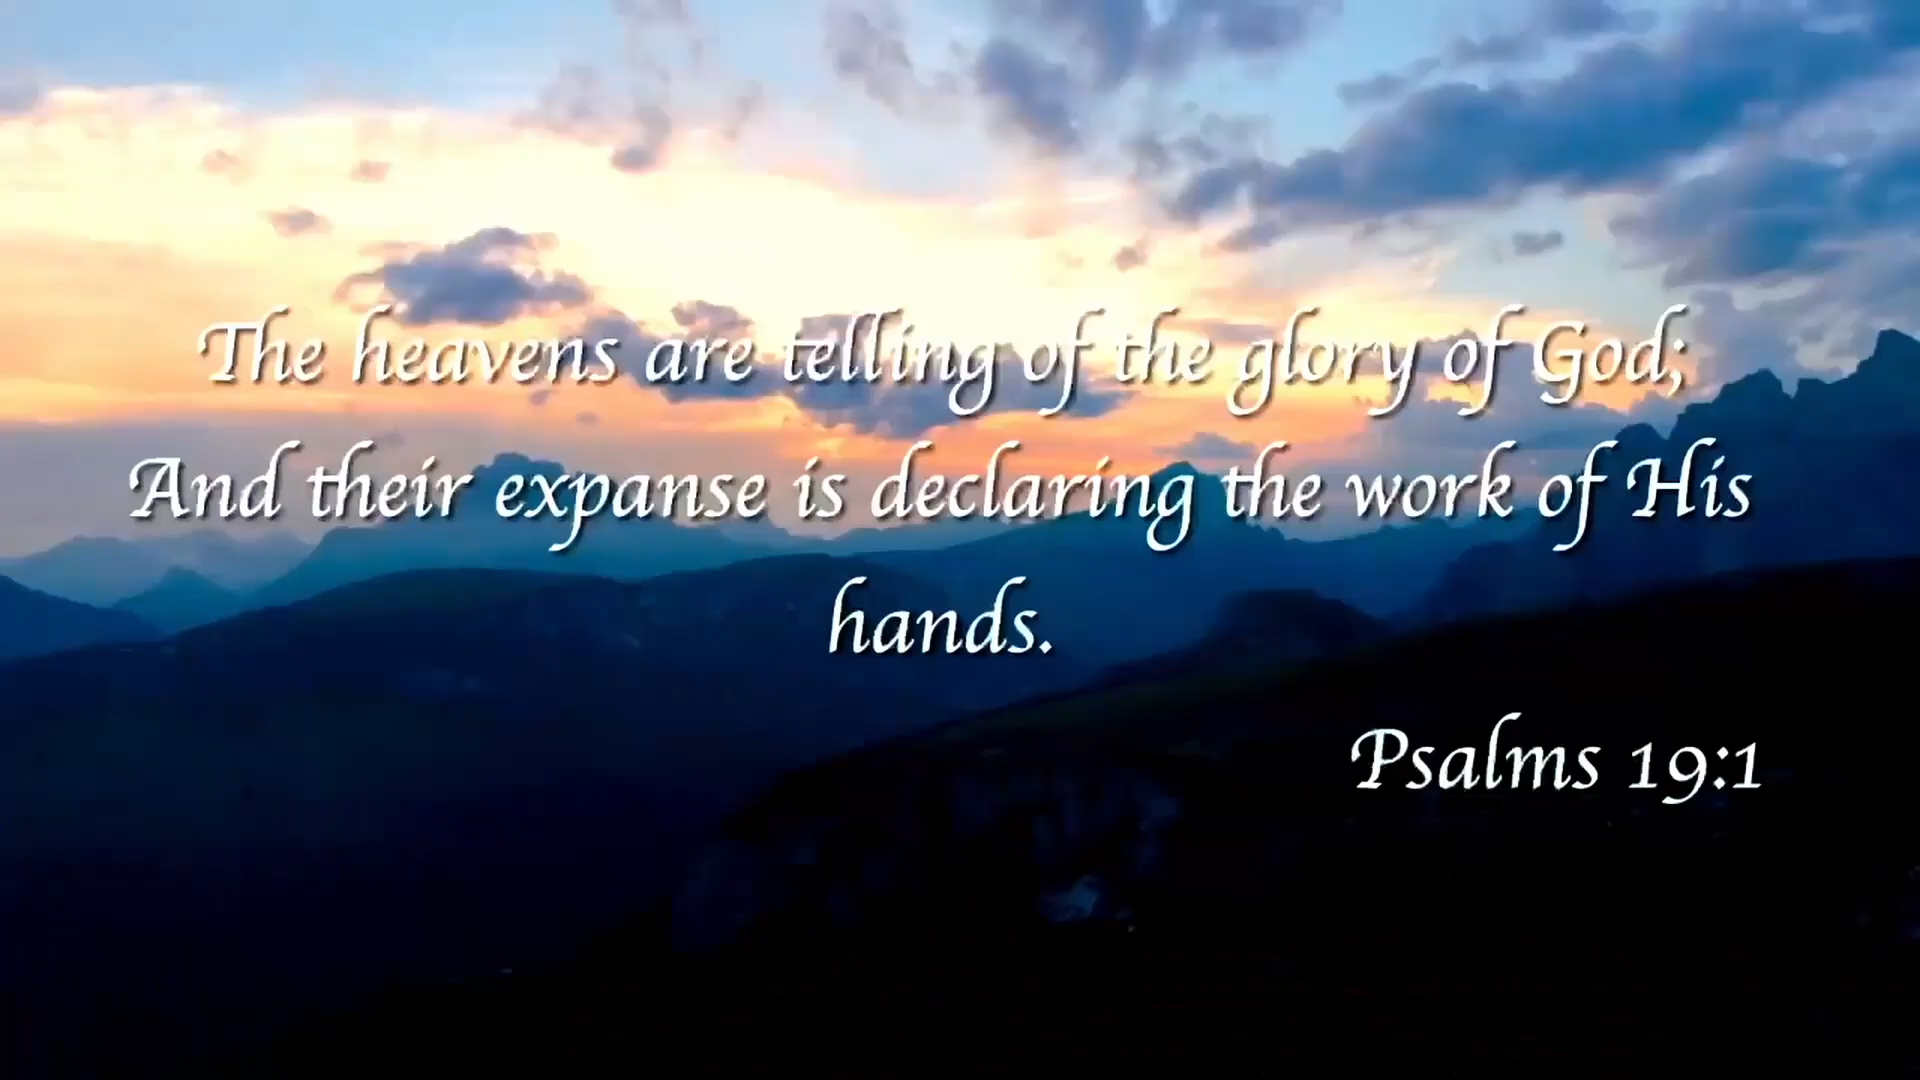 The heavens are telling of the glory of God;
And their expanse is declaring the work of His
hands.
Psalms 19:1